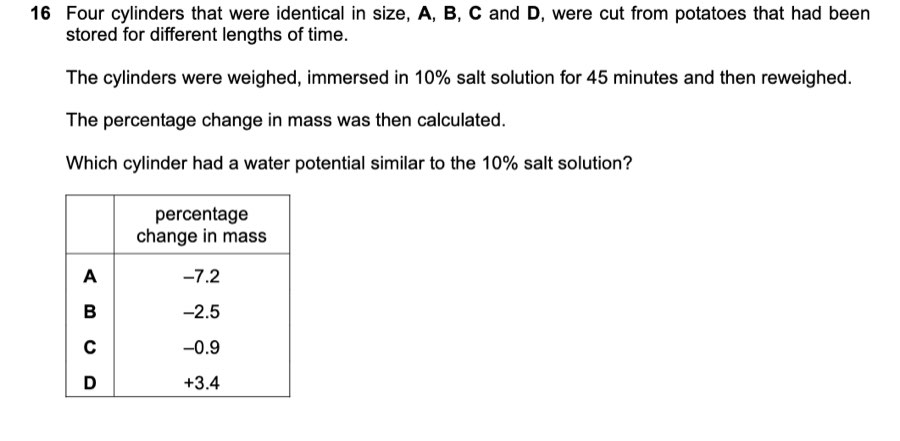 16 Four cylinders that were identical in size, A, B, C and D, were cut from potatoes that had been
stored for different lengths of time.
The cylinders were weighed, immersed in 10% salt solution for 45 minutes and then reweighed.
The percentage change in mass was then calculated.
Which cylinder had a water potential similar to the 10% salt solution?
percentage
change in mass
A –7.2
B –2.5
C –0.9
D +3.4